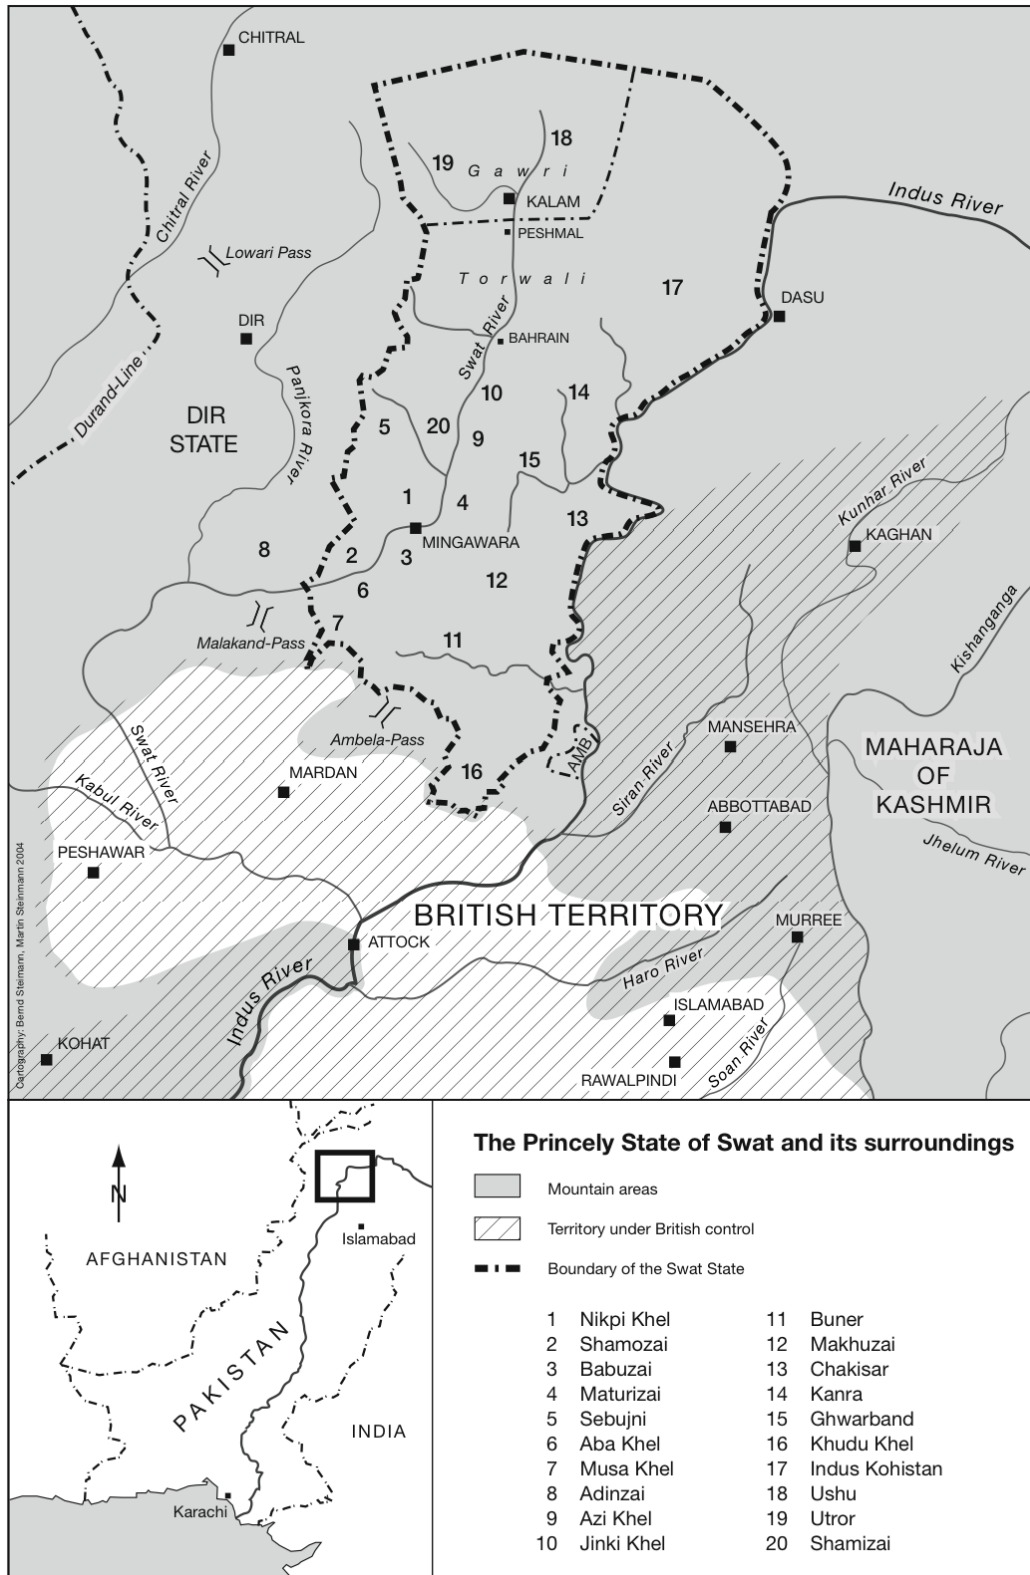 CHITRAL
18
19
Gawri
Chitral River
Indus River
KALAM
PESHMAL
Lowari Pass
Torwali
17
DASU
DIR
Swat River
BAHRAIN
Durand-Line
Panjkora River
10
14
DIR
STATE
5
20
9
15
Kunhar River
1
4
13
KAGHAN
MINGAWARA
8
2
3
12
6
Kishanganga
7
Malakand-Pass
11
Swat River
Ambela-Pass
AMB
MANSEHRA
MAHARAJA
OF
KASHMIR
MARDAN
16
Siran River
Kabul River
ABBOTTABAD
Jhelum River
PESHAWAR
BRITISH TERRITORY
MURREE
ATTOCK
Haro River
Indus River
ISLAMABAD
KOHAT
Soan River
RAWALPINDI
Cartography: Bernd Steimann, Martin Steinmann 2004
N
Islamabad
AFGHANISTAN
PAKISTAN
INDIA
Karachi
The Princely State of Swat and its surroundings
Mountain areas
Territory under British control
Boundary of the Swat State
1 Nikpi Khel
2 Shamozai
3 Babuzai
4 Maturizai
5 Sebujni
6 Aba Khel
7 Musa Khel
8 Adinzai
9 Azi Khel
10 Jinki Khel
11 Buner
12 Makhuzai
13 Chakisar
14 Kanra
15 Ghwarband
16 Khudu Khel
17 Indus Kohistan
18 Ushu
19 Utror
20 Shamizai